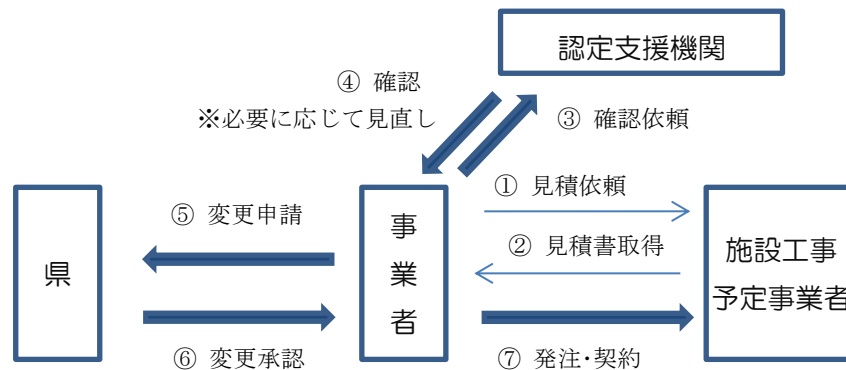 認定支援機関
④ 確認
※必要に応じて見直し
③ 確認依頼
① 見積依頼
⑤ 変更申請
② 見積書取得
県
事業者
施設工事
予定事業者
⑥ 変更承認
⑦ 発注・契約